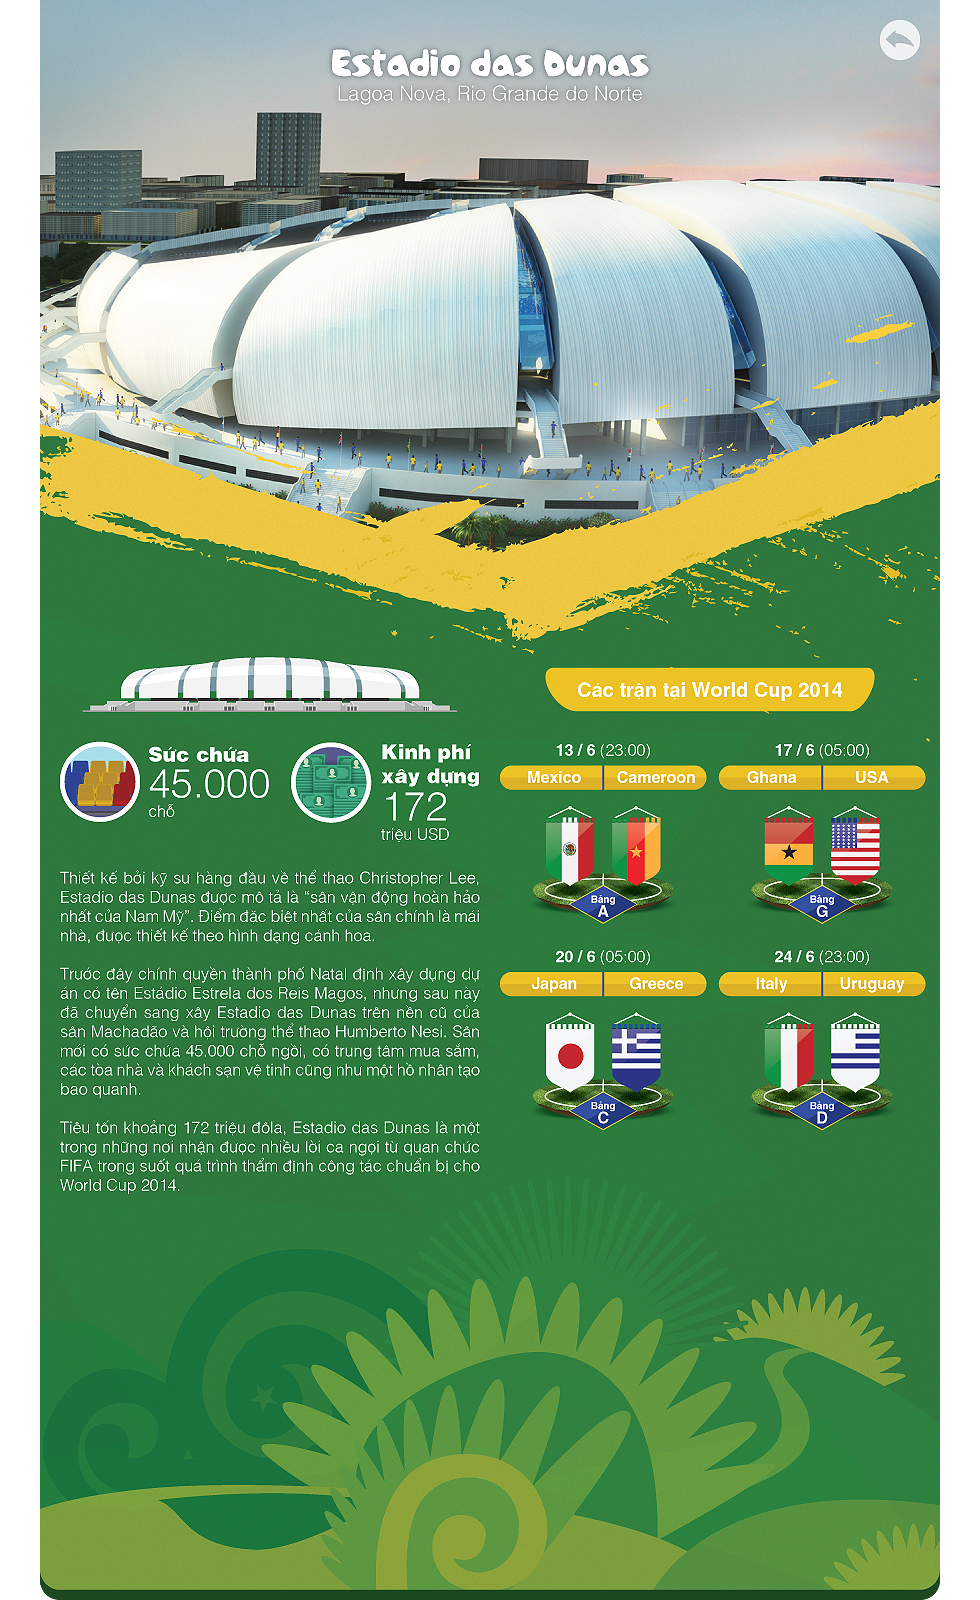 Estadio das Dunas
Lagoa Nova, Rio Grande do Norte
Các trận tại World Cup 2014
Sức chứa
45.000
chỗ
Kinh phí
xây dựng
172
triệu USD
Thiết kế bởi kỹ sư hàng đầu về thể thao Christopher Lee,
Estadio das Dunas được mô tả là “sân vận động hoàn hảo
nhất của Nam Mỹ”. Điểm đặc biệt nhất của sân chính là mái
nhà, được thiết kế theo hình dạng cánh hoa.
Trước đây chính quyền thành phố Natal định xây dựng dự
án có tên Estádio Estrela dos Reis Magos, nhưng sau này
đã chuyển sang xây Estadio das Dunas trên nền cũ của
sân Machadão và hội trường thể thao Humberto Nesi. Sân
mới có sức chứa 45.000 chỗ ngồi, có trung tâm mua sắm,
các tòa nhà và khách sạn vệ tinh cũng như một hồ nhân tạo
bao quanh.
Tiêu tốn khoảng 172 triệu đôla, Estadio das Dunas là một
trong những nơi nhận được nhiều lời ca ngợi từ quan chức
FIFA trong suốt quá trình thẩm định công tác chuẩn bị cho
World Cup 2014.
13 / 6 (23:00)
Mexico Cameroon
Bảng
A
17 / 6 (05:00)
Ghana USA
Bảng
G
20 / 6 (05:00)
Japan Greece
Bảng
C
24 / 6 (23:00)
Italy Uruguay
Bảng
D